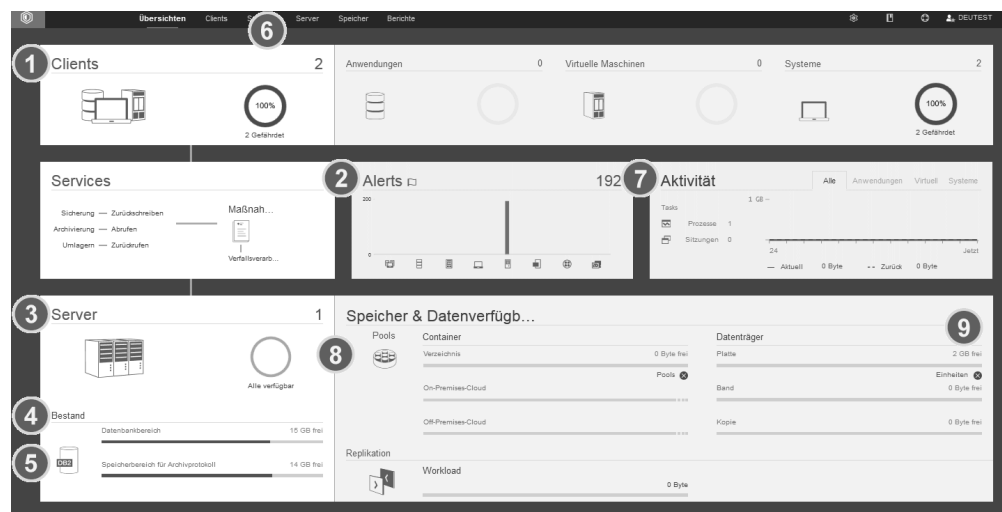 Übersichten Clients Server Speicher Berichte DEUTEST
6
1 Clients 2
100%
2 Gefährdet
Anwendungen 0
Virtuelle Maschinen 0
Systeme 2
100%
2 Gefährdet
Services
Sicherung — Zurückschreiben
Archivierung — Abrufen
Umlagern — Zurückrufen
Maßnah...
Verfallsverarb...
2 Alerts 192
200
0
7 Aktivität
Alle Anwendungen Virtuell Systeme
Tasks
Prozesse 1
Sitzungen 0
1 GB
24 Jetzt
— Aktuell 0 Byte -- Zurück 0 Byte
3 Server 1
Alle verfügbar
4 Bestand
Datenbankbereich 15 GB frei
5 DB2
Speicherbereich für Archivprotokoll 14 GB frei
Speicher & Datenverfügb...
8 Pools
Container
Verzeichnis 0 Byte frei
Pools
On-Premises-Cloud
Off-Premises-Cloud
9
Datenträger
Platte 2 GB frei
Einheiten
Band 0 Byte frei
Kopie 0 Byte frei
Replikation
Workload
0 Byte